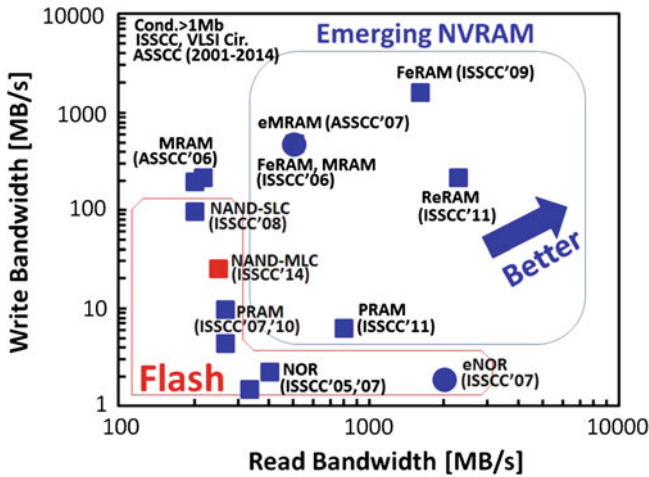 Cond.>1Mb
ISSCC, VLSI Cir.
ASSCC (2001-2014)
Emerging NVRAM
FeRAM (ISSCC’09)
eMRAM (ASSCC’07)
MRAM
(ASSCC’06)
FeRAM, MRAM
(ISSCC’06)
ReRAM
(ISSCC’11)
NAND-SLC
(ISSCC’08)
Better
NAND-MLC
(ISSCC’14)
PRAM
(ISSCC’07,’10)
PRAM
(ISSCC’11)
Flash
NOR
(ISSCC’05,’07)
eNOR
(ISSCC’07)
Write Bandwidth [MB/s]
10000
1000
100
10
1
100
1000
10000
Read Bandwidth [MB/s]